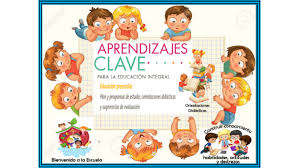 APRENDIZAJES
CLAVE
PARA LA EDUCACIÓN INTEGRAL
Educación preescolar
Plan y programas de estudio, orientaciones didácticas
y sugerencias de evaluación
Orientaciones
Didácticas
Bienvenido a la Escuela
Construir conocimiento
habilidades, actitudes
y destrezas